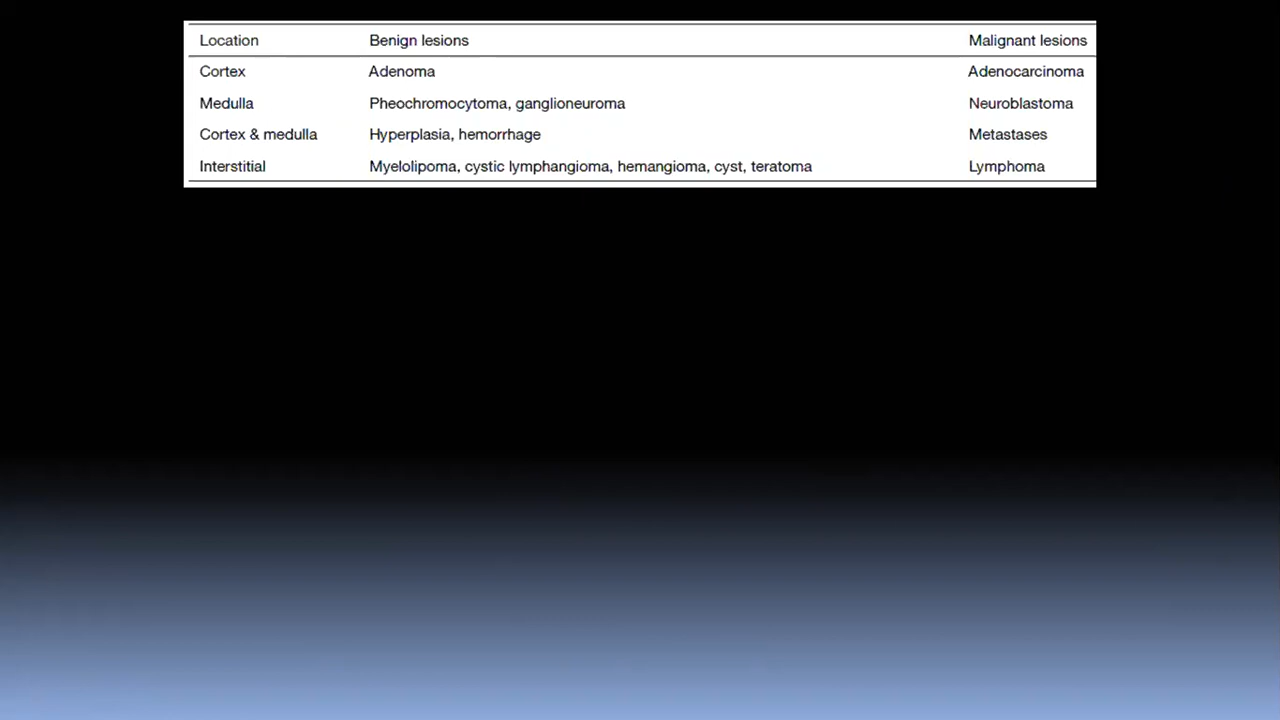 Location Benign lesions Malignant lesions
Cortex Adenoma Adenocarcinoma
Medulla Pheochromocytoma, ganglioneuroma Neuroblastoma
Cortex & medulla Hyperplasia, hemorrhage Metastases
Interstitial Myelolipoma, cystic lymphangioma, hemangioma, cyst, teratoma Lymphoma